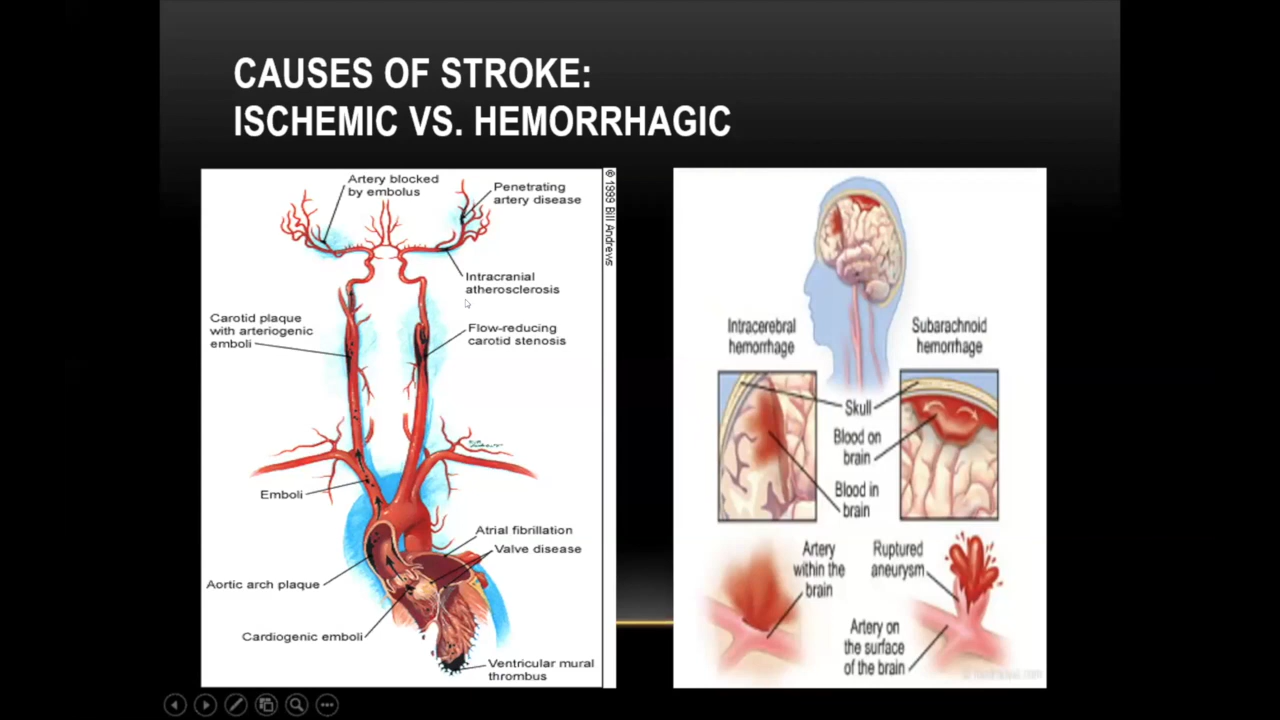 CAUSES OF STROKE:
ISCHEMIC VS. HEMORRHAGIC
Artery blocked
by embolus
Penetrating
artery disease
© 1999 Bill Andrews
Intracranial
atherosclerosis
Carotid plaque
with arteriogenic
emboli
Flow-reducing
carotid stenosis
Emboli
Atrial fibrillation
Valve disease
Aortic arch plaque
Cardiogenic emboli
Ventricular mural
thrombus
Intracerebral
hemorrhage
Subarachnoid
hemorrhage
Skull
Blood on
brain
Blood in
brain
Artery
within the
brain
Ruptured
aneurysm
Artery on
the surface
of the brain